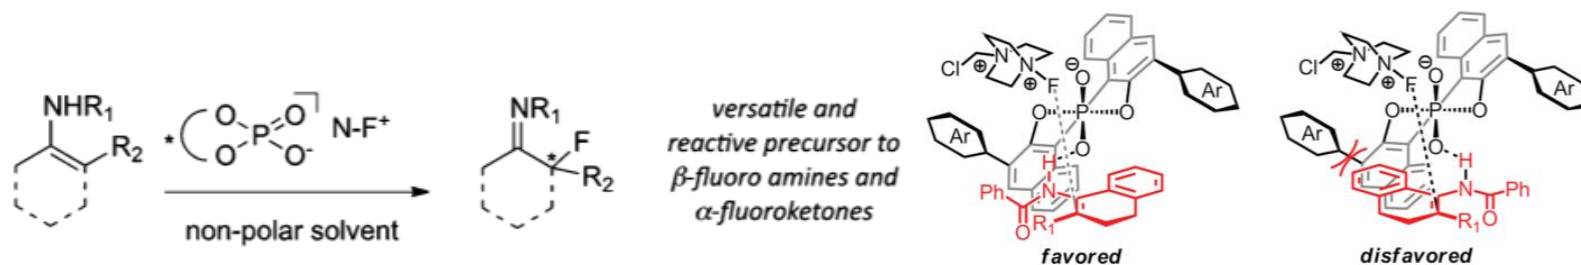 NHR₁
R₂
*
O
O
P
O
O⁻
N-F⁺
non-polar solvent
NR₁
F
*
R₂
versatile and
reactive precursor to
β-fluoro amines and
α-fluoroketones
Cl
N
⊕
N
⊕
F
⊖
O
O
P
O
O
Ar
Ar
H
N
Ph
O
R₁
favored
Cl
N
⊕
N
⊕
F
⊖
O
O
P
O
O
Ar
Ar
H
N
Ph
O
R₁
disfavored